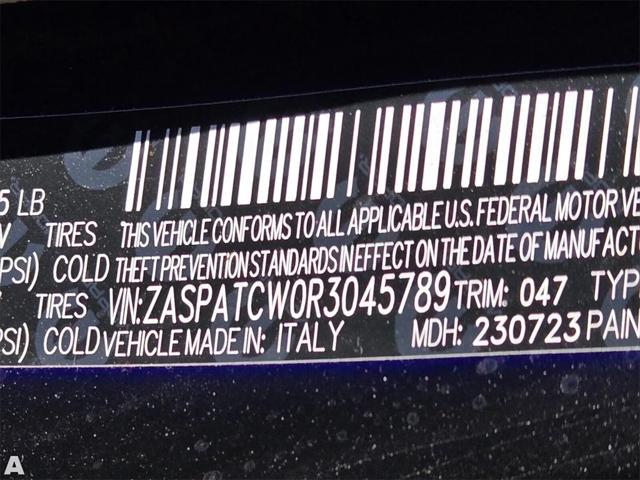 5 LB
V TIRES THIS VEHICLE CONFORMS TO ALL APPLICABLE U.S. FEDERAL MOTOR VE
PSI) COLD THEFT PREVENTION STANDARDS IN EFFECT ON THE DATE OF MANUFACT
TIRES VIN:ZASPATCW0R3045789 TRIM: 047 TYP
PSI) COLD VEHICLE MADE IN: ITALY MDH: 230723 PAIN
A